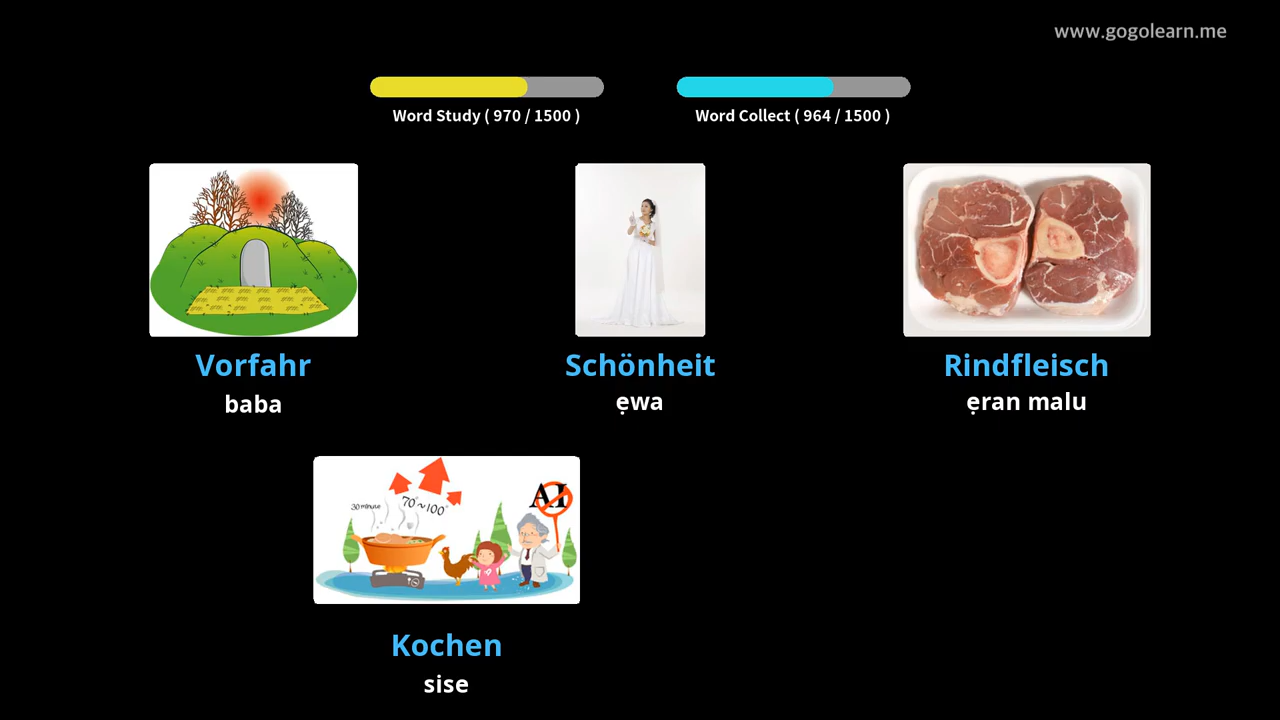 www.gogolearn.me
Word Study ( 970 / 1500 )
Word Collect ( 964 / 1500 )
Vorfahr
baba
Schönheit
ẹwa
Rindfleisch
ẹran malu
30 minute
70°~100°
AI
Kochen
sise